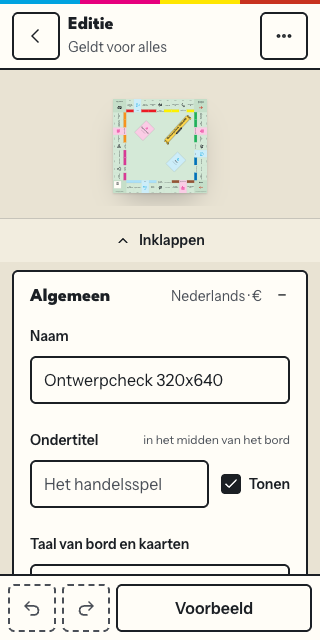 Editie
Geldt voor alles
Inklappen
Algemeen
Nederlands · €
Naam
Ontwerpcheck 320x640
Ondertitel
in het midden van het bord
Het handelsspel
Tonen
Taal van bord en kaarten
Voorbeeld